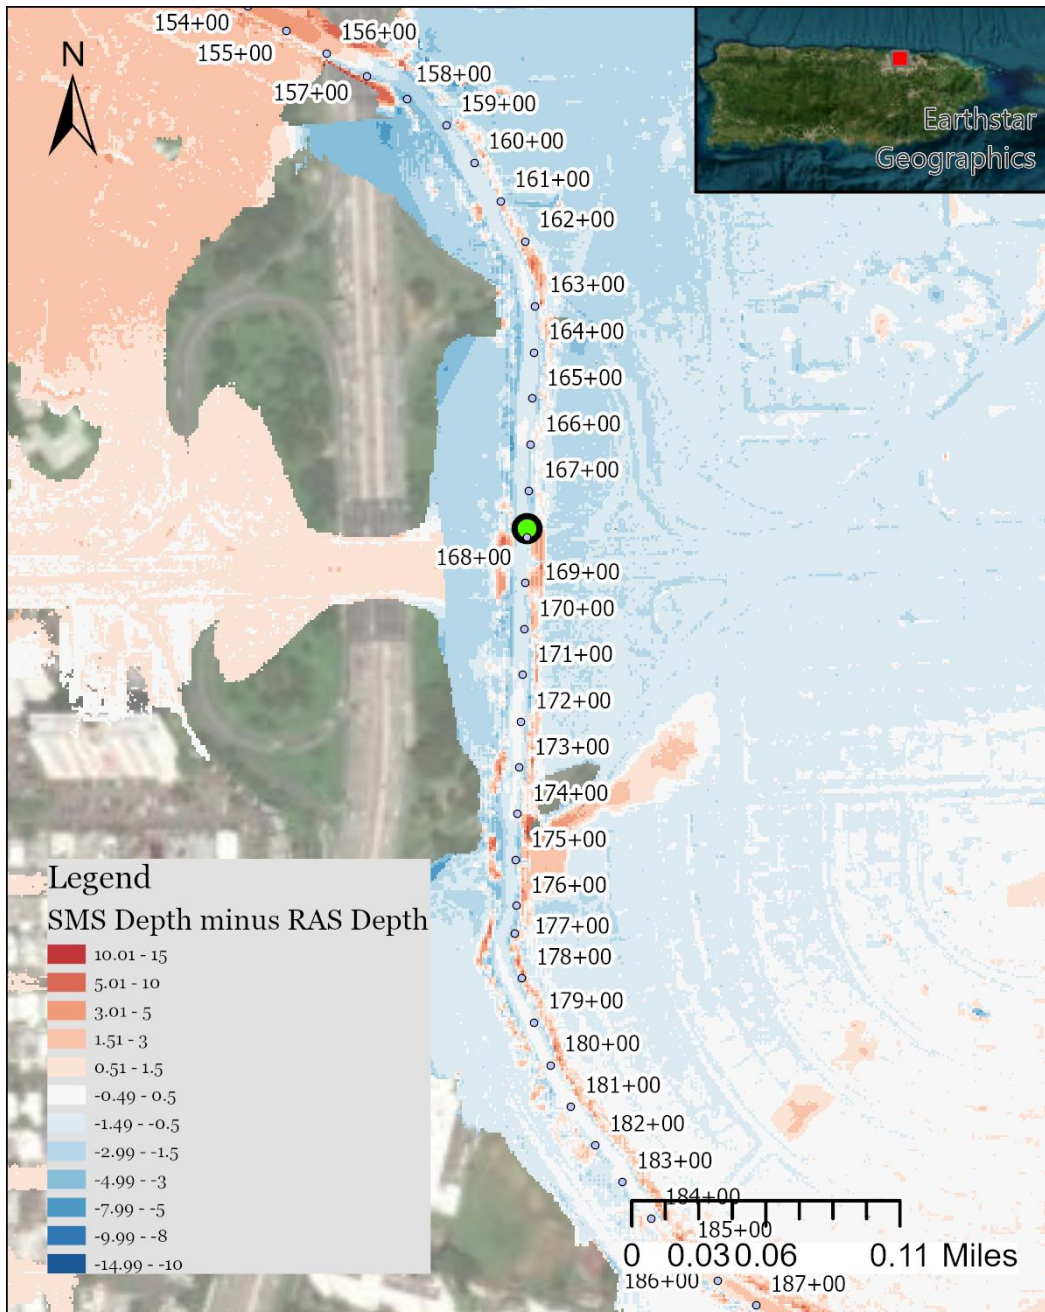 154+00
156+00
155+00
N
158+00
157+00
159+00
Earthstar
Geographics
160+00
161+00
162+00
163+00
164+00
165+00
166+00
167+00
168+00
169+00
170+00
171+00
172+00
173+00
174+00
175+00
176+00
177+00
178+00
179+00
180+00
181+00
182+00
183+00
184+00
185+00
186+00
187+00
Legend
SMS Depth minus RAS Depth
10.01 - 15
5.01 - 10
3.01 - 5
1.51 - 3
0.51 - 1.5
-0.49 - 0.5
-1.49 - -0.5
-2.99 - -1.5
-4.99 - -3
-7.99 - -5
-9.99 - -8
-14.99 - -10
0 0.03 0.06 0.11 Miles